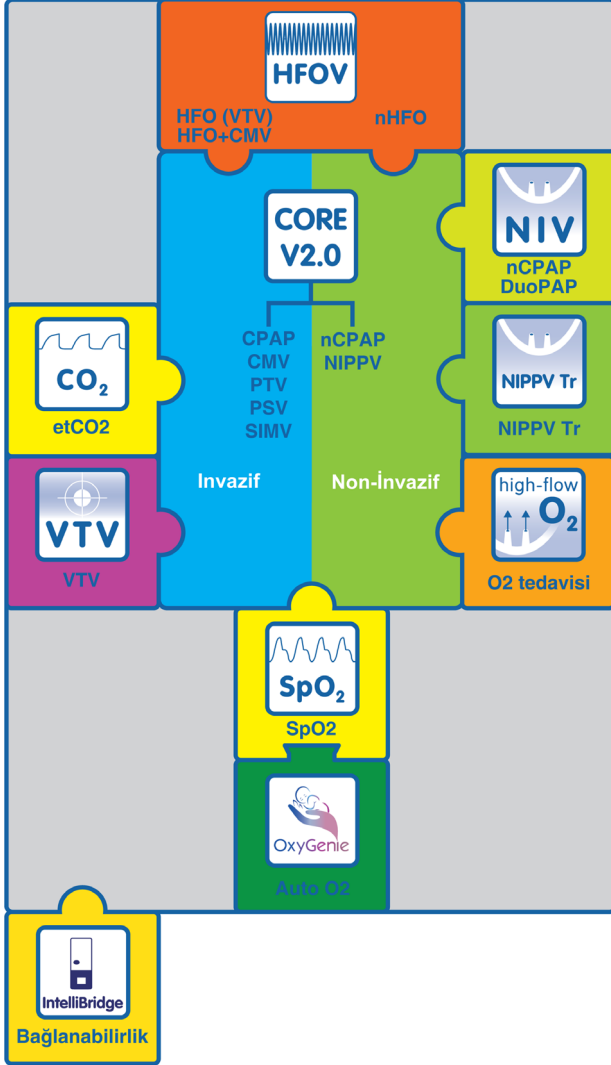 HFOV
HFO (VTV)
HFO+CMV
nHFO
CORE
V2.0
CPAP
CMV
PTV
PSV
SIMV
nCPAP
NIPPV
Invazif
Non-İnvazif
NIV
nCPAP
DuoPAP
CO2
etCO2
NIPPV Tr
NIPPV Tr
VTV
VTV
high-flow
O2
O2 tedavisi
SpO2
SpO2
OxyGenie
Auto O2
IntelliBridge
Bağlanabilirlik